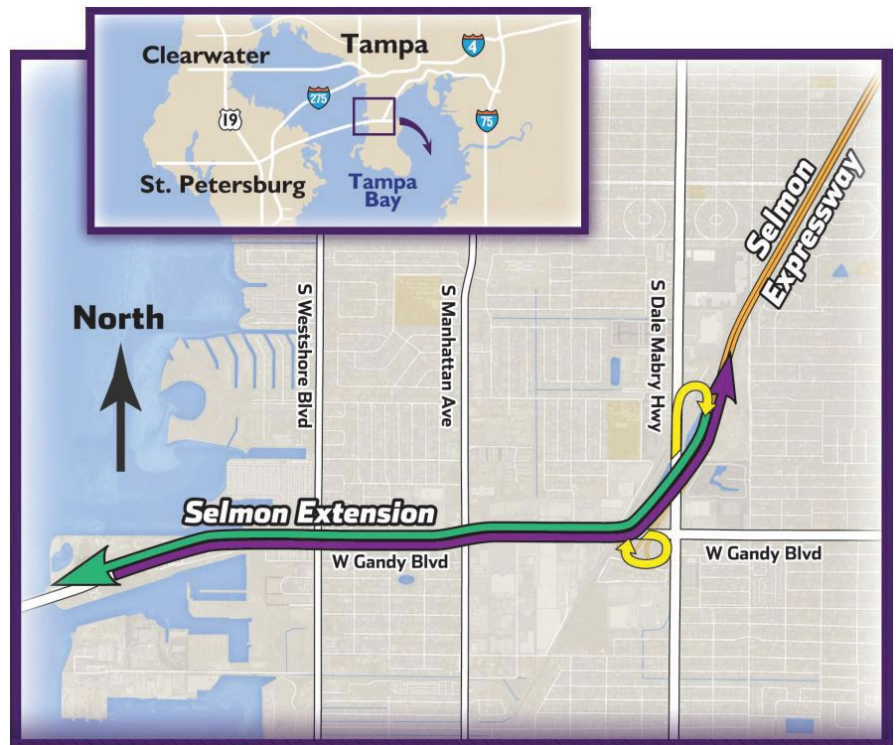 Clearwater
Tampa
4
275
19
75
St. Petersburg
Tampa
Bay
North
S Westshore Blvd
S Manhattan Ave
S Dale Mabry Hwy
Selmon
Expressway
Selmon Extension
W Gandy Blvd
W Gandy Blvd